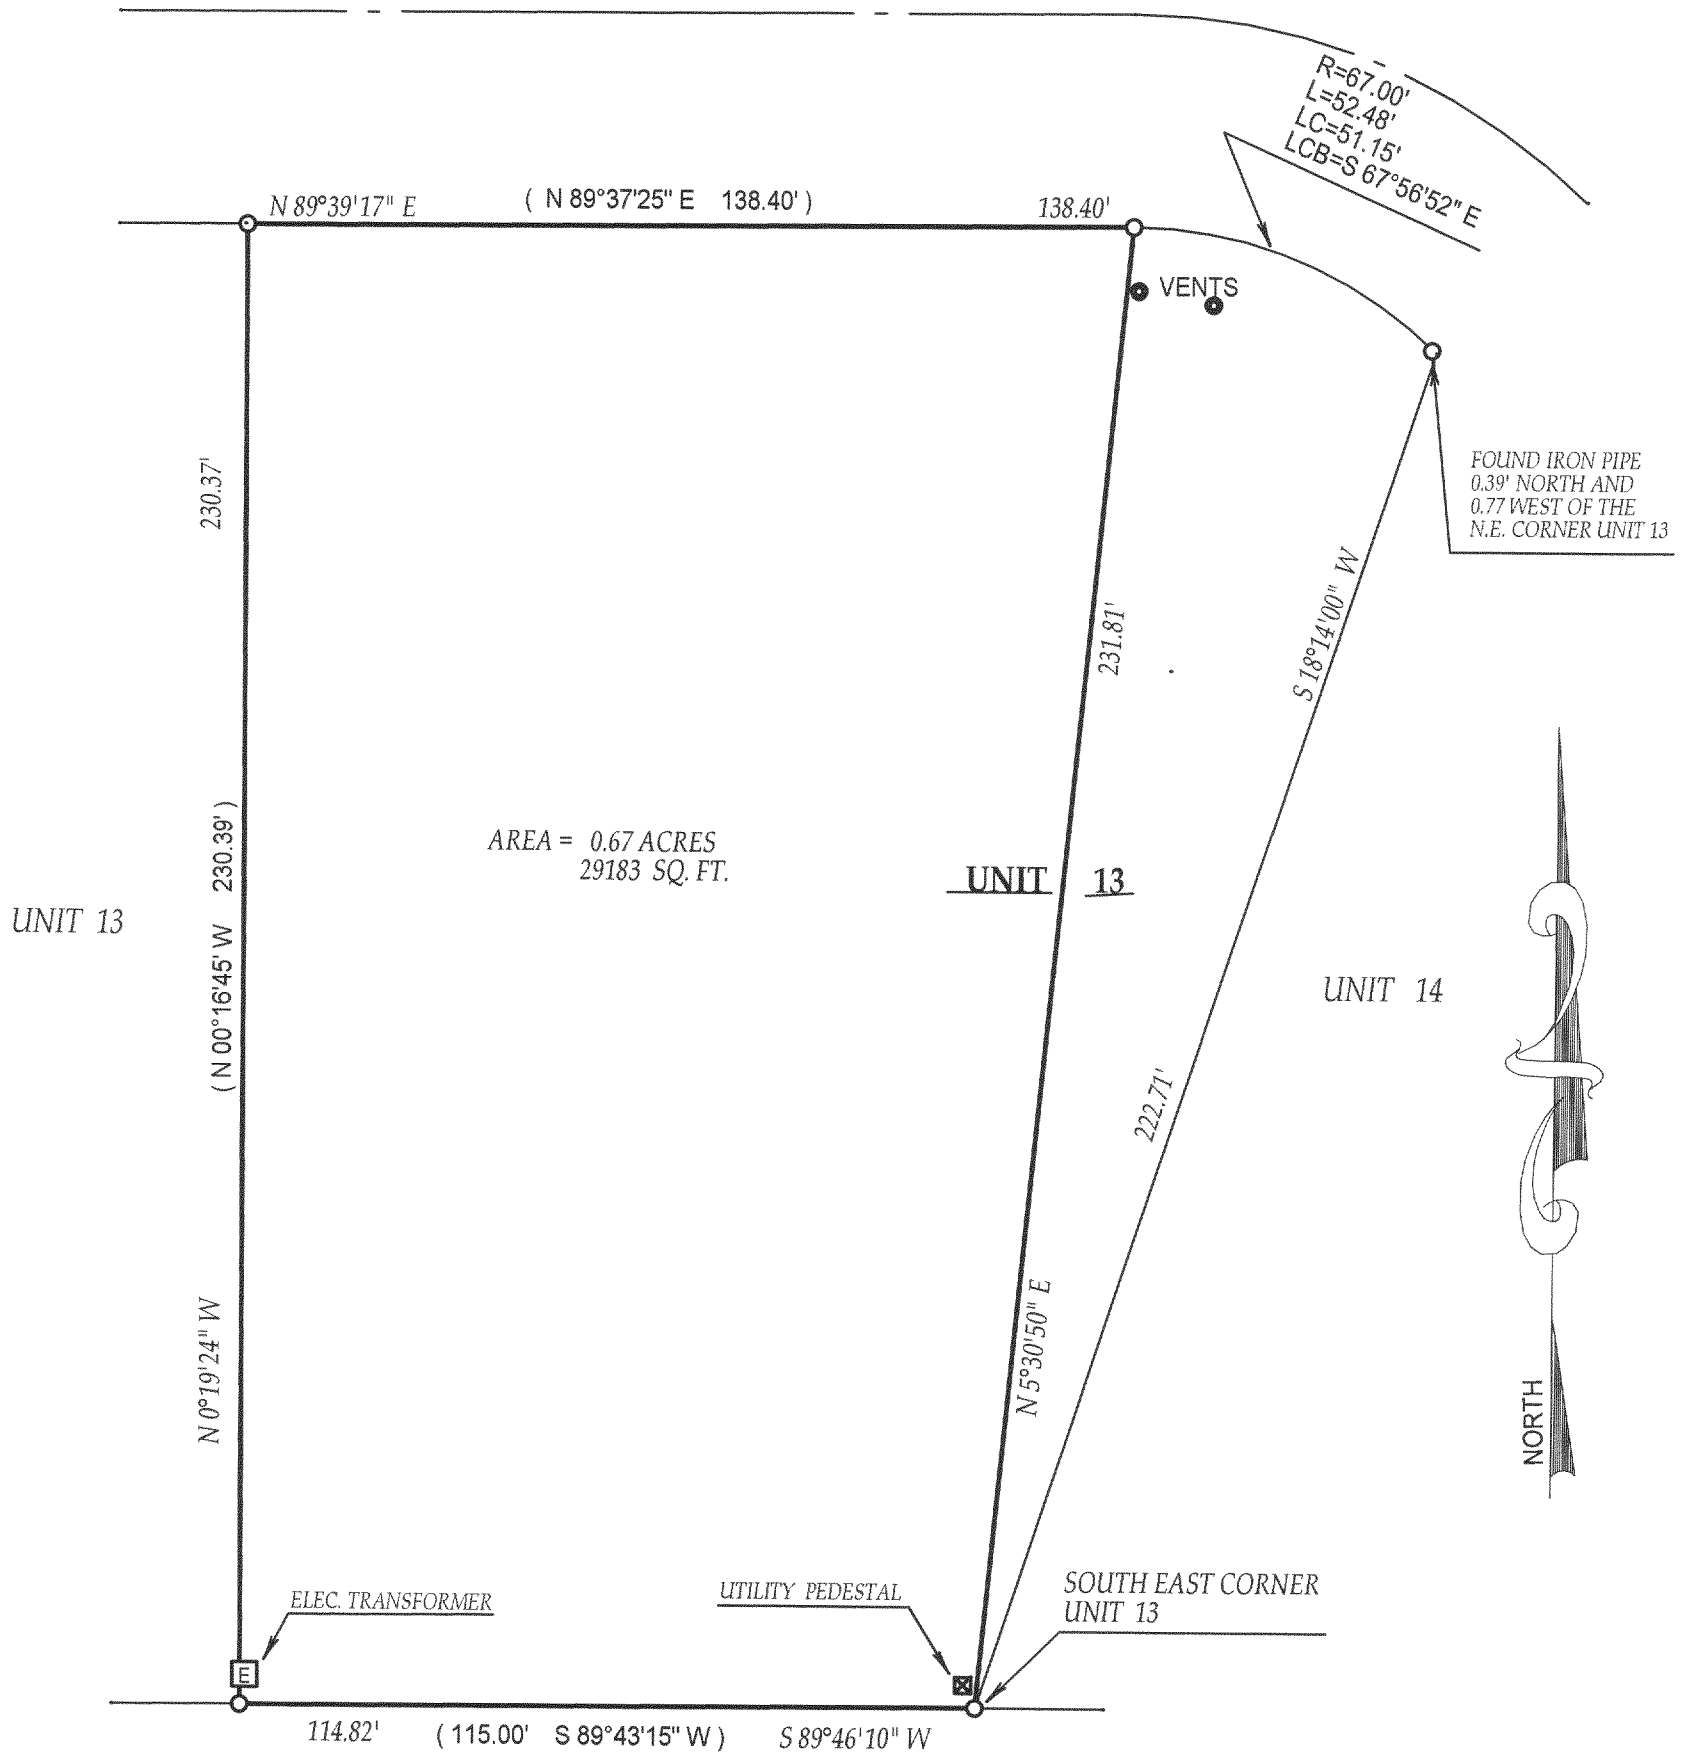 R=67.00'
L=52.48'
LC=51.15'
LCB=S 67°56'52" E
N 89°39'17" E ( N 89°37'25" E 138.40' ) 138.40'
VENTS
FOUND IRON PIPE
0.39' NORTH AND
0.77 WEST OF THE
N.E. CORNER UNIT 13
230.37'
231.81'
S 18°14'00" W
AREA = 0.67 ACRES
29183 SQ. FT.
UNIT 13
UNIT 13
( N 00°16'45' W 230.39' )
UNIT 14
222.71'
N 0°19'24" W
N 5°30'50" E
NORTH
ELEC. TRANSFORMER
UTILITY PEDESTAL
SOUTH EAST CORNER
UNIT 13
E
114.82' ( 115.00' S 89°43'15" W ) S 89°46'10" W